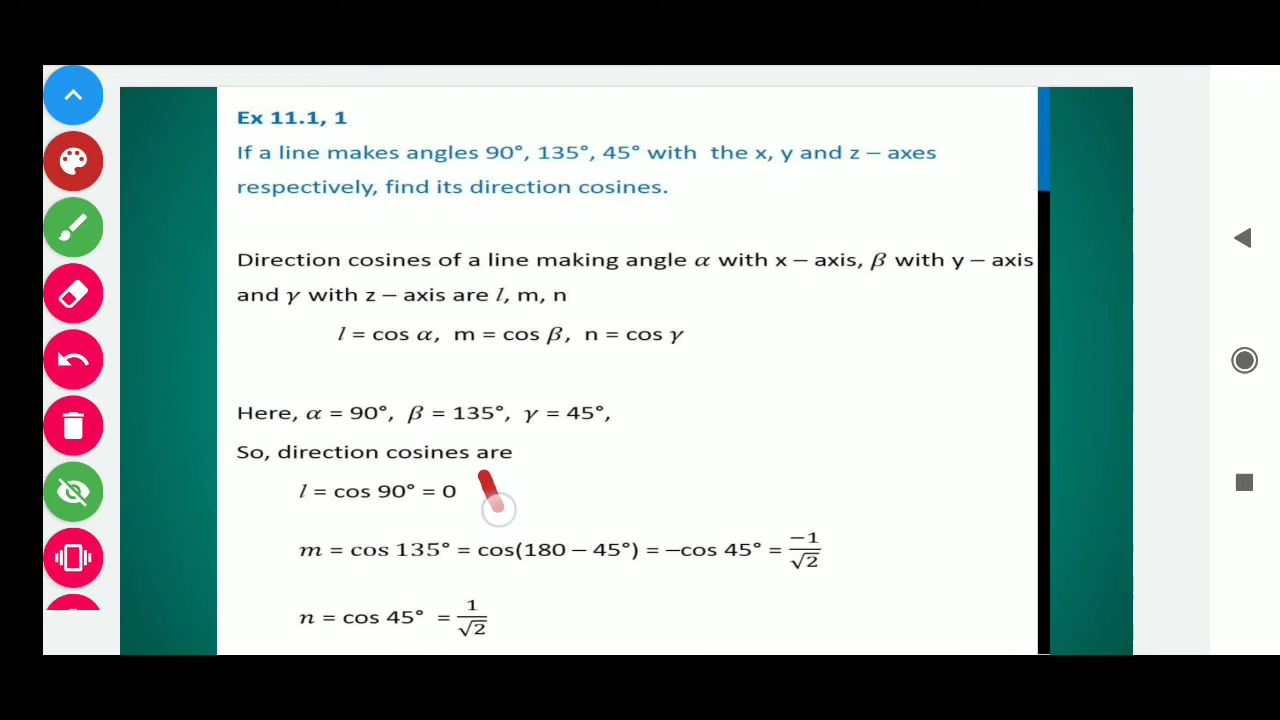 Ex 11.1, 1
If a line makes angles 90°, 135°, 45° with the x, y and z – axes
respectively, find its direction cosines.
Direction cosines of a line making angle α with x – axis, β with y – axis
and γ with z – axis are l, m, n
l = cos α, m = cos β, n = cos γ
Here, α = 90°, β = 135°, γ = 45°,
So, direction cosines are
l = cos 90° = 0
m = cos 135° = cos(180 – 45°) = –cos 45° = −1/√2
n = cos 45° = 1/√2